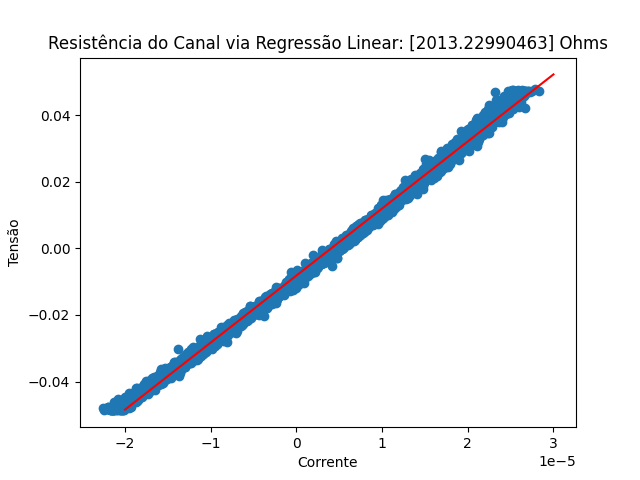 Resistência do Canal via Regressão Linear: [2013.22990463] Ohms
Tensão
0.04
0.02
0.00
−0.02
−0.04
−2
−1
0
1
2
3
1e−5
Corrente